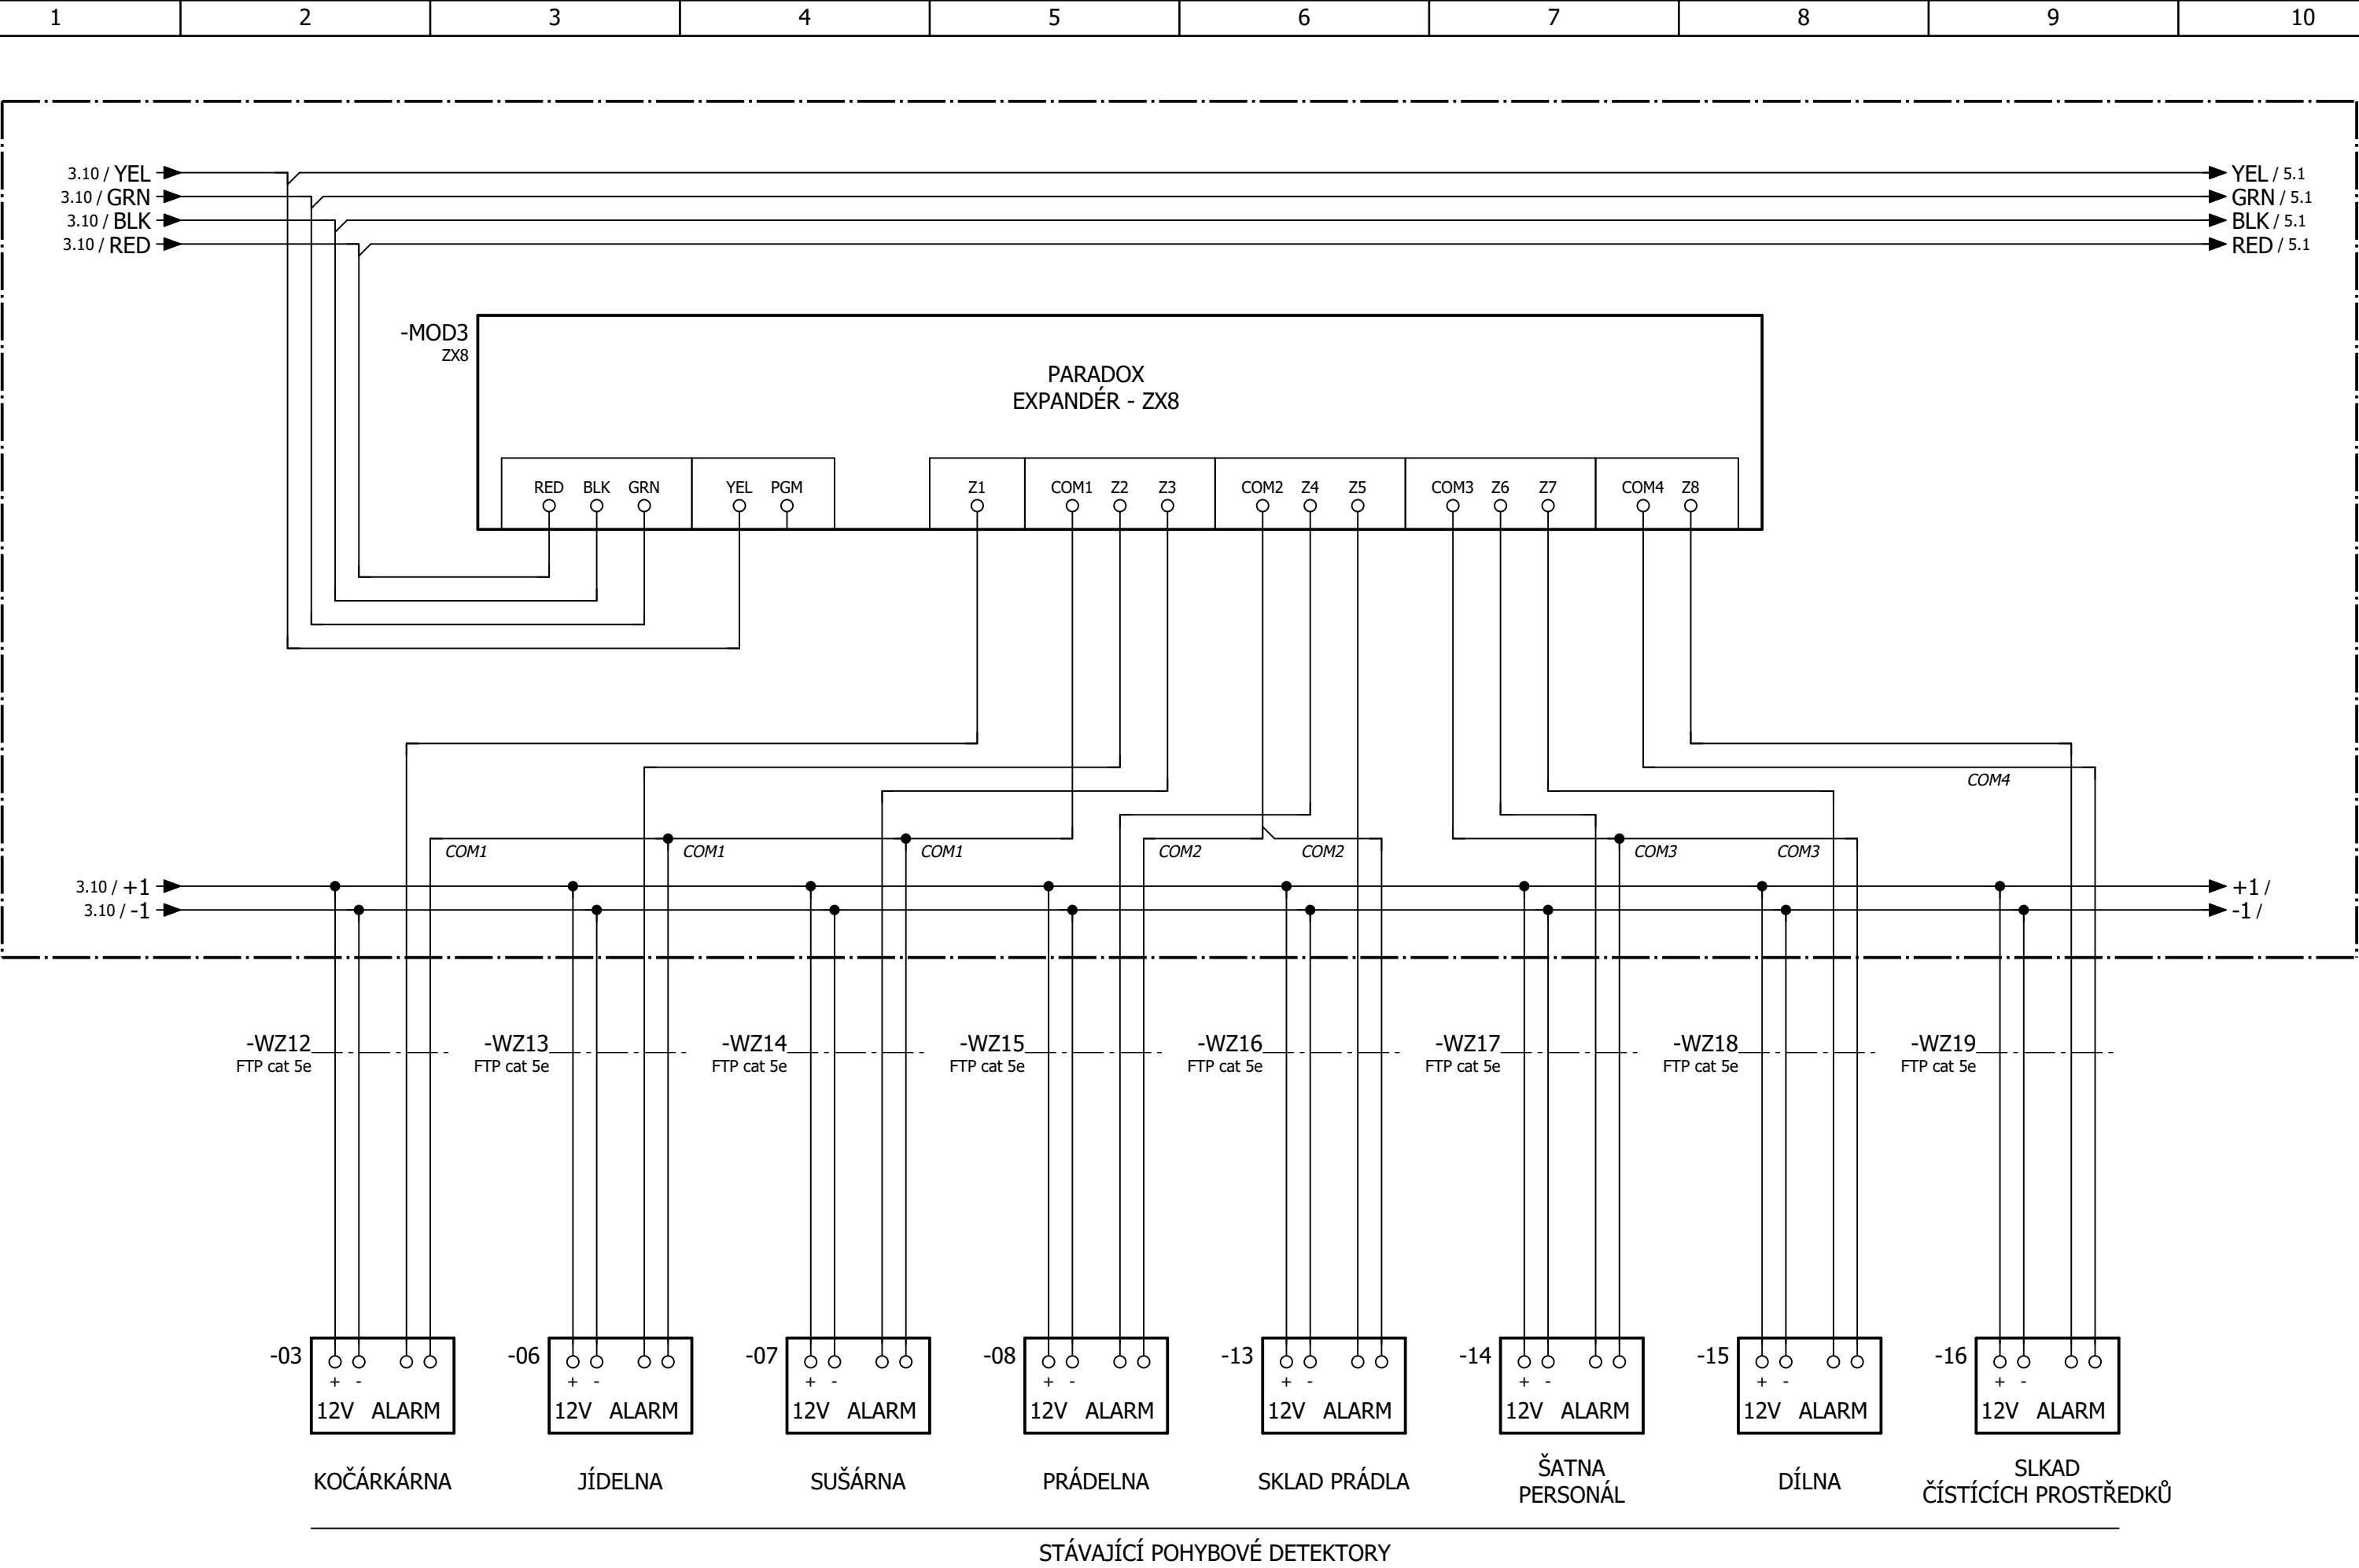 1 2 3 4 5 6 7 8 9 10
3.10 / YEL YEL / 5.1
3.10 / GRN GRN / 5.1
3.10 / BLK BLK / 5.1
3.10 / RED RED / 5.1
-MOD3
ZX8
PARADOX
EXPANDÉR - ZX8
RED BLK GRN YEL PGM Z1 COM1 Z2 Z3 COM2 Z4 Z5 COM3 Z6 Z7 COM4 Z8
COM4
COM1 COM1 COM1 COM2 COM2 COM3 COM3
3.10 / +1 +1 /
3.10 / -1 -1 /
-WZ12 -WZ13 -WZ14 -WZ15 -WZ16 -WZ17 -WZ18 -WZ19
FTP cat 5e FTP cat 5e FTP cat 5e FTP cat 5e FTP cat 5e FTP cat 5e FTP cat 5e FTP cat 5e
-03 -06 -07 -08 -13 -14 -15 -16
+ - + - + - + - + - + - + - + -
12V ALARM 12V ALARM 12V ALARM 12V ALARM 12V ALARM 12V ALARM 12V ALARM 12V ALARM
KOČÁRKÁRNA
JÍDELNA
SUŠÁRNA
PRÁDELNA
SKLAD PRÁDLA
ŠATNA
PERSONÁL
DÍLNA
SLKAD
ČÍSTÍCÍCH PROSTŘEDKŮ
STÁVAJÍCÍ POHYBOVÉ DETEKTORY